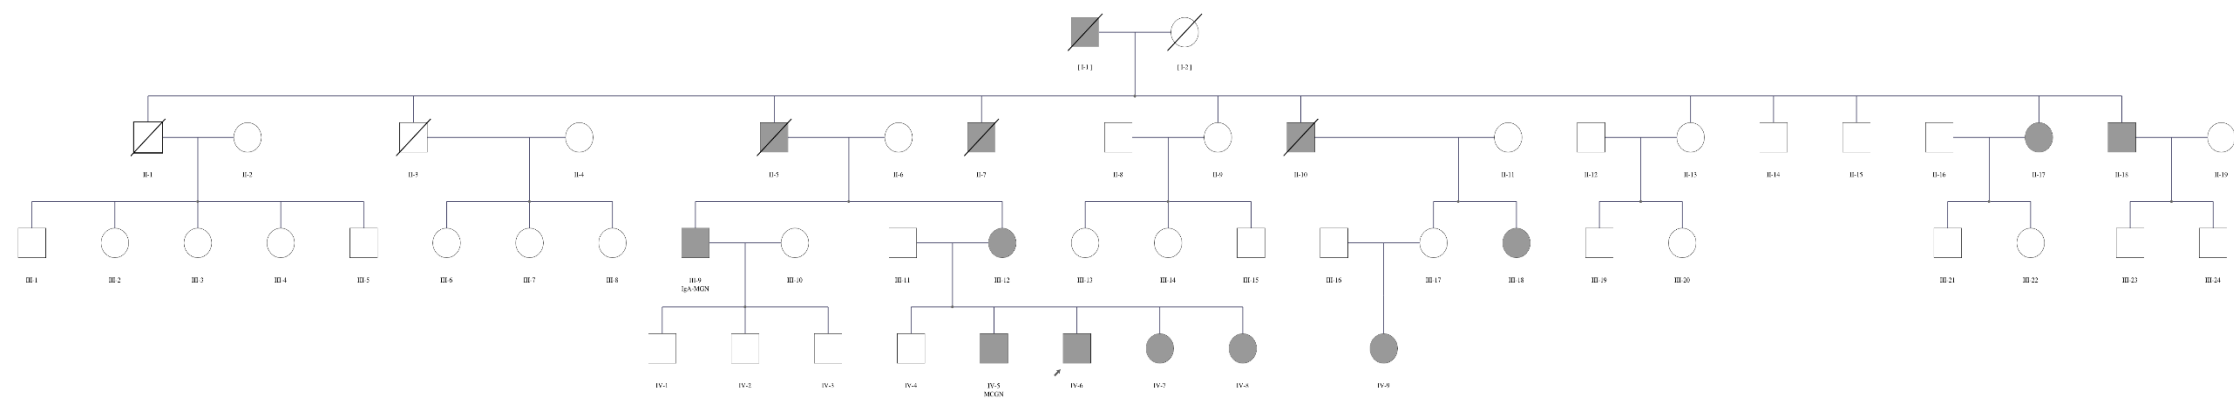 [ I-1 ] [ I-2 ]
II-1 II-2 II-3 II-4 II-5 II-6 II-7 II-8 II-9 II-10 II-11 II-12 II-13 II-14 II-15 II-16 II-17 II-18 II-19
III-1 III-2 III-3 III-4 III-5 III-6 III-7 III-8 III-9 III-10 III-11 III-12 III-13 III-14 III-15 III-16 III-17 III-18 III-19 III-20 III-21 III-22 III-23 III-24
IgA-MGN
IV-1 IV-2 IV-3 IV-4 IV-5 IV-6 IV-7 IV-8 IV-9
MCGN